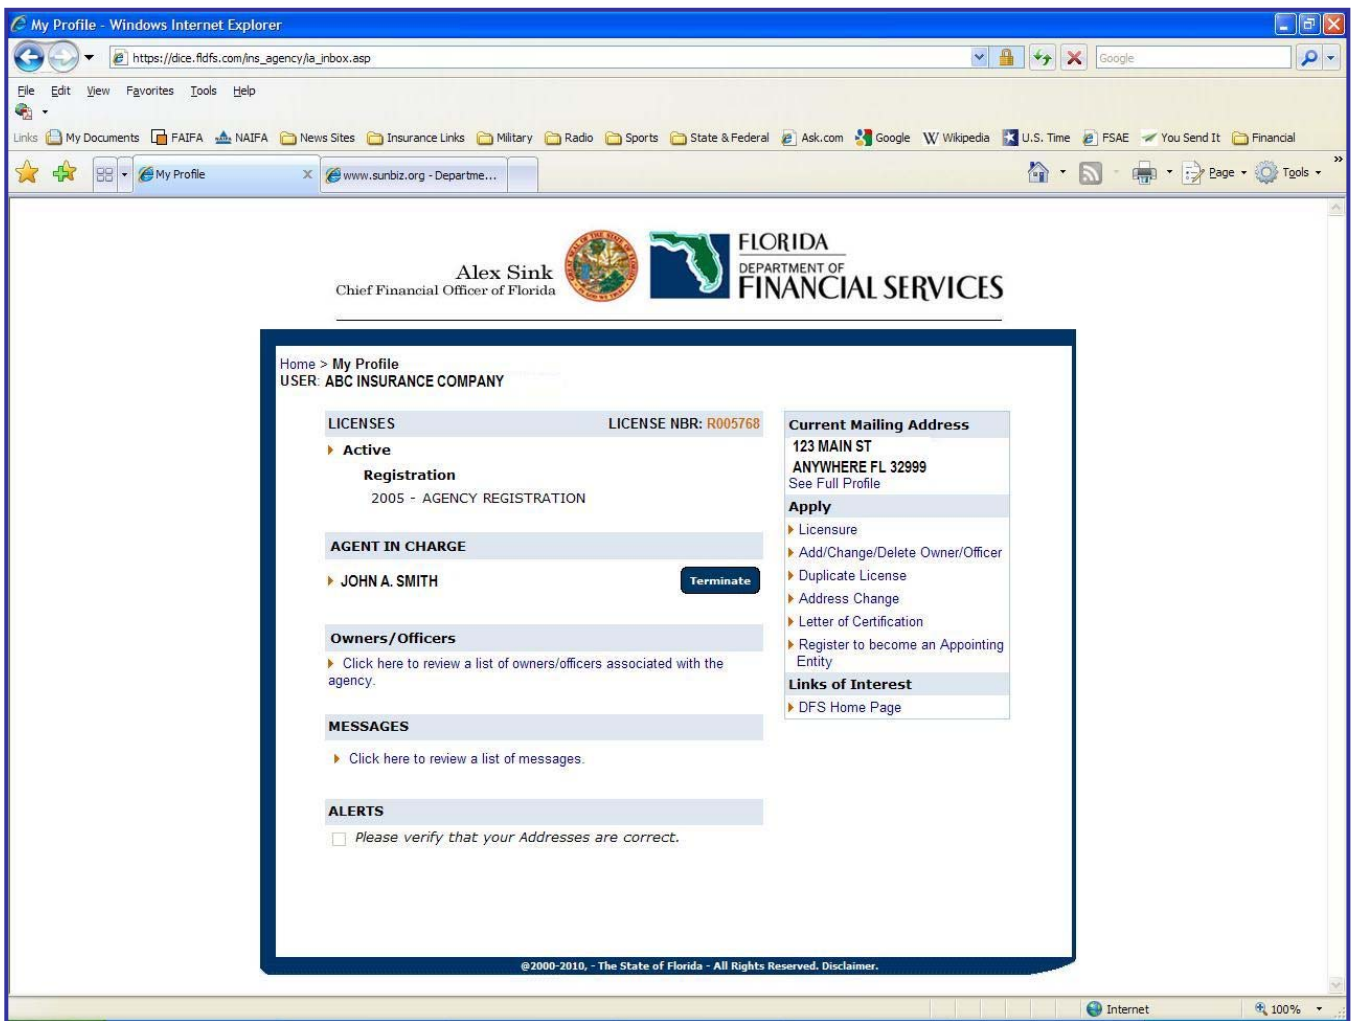 My Profile - Windows Internet Explorer
https://dice.fldfs.com/ins_agency/ia_inbox.asp
Google
File Edit View Favorites Tools Help
Links My Documents FAIFA NAIFA News Sites Insurance Links Military Radio Sports State & Federal Ask.com Google Wikipedia U.S. Time FSAE You Send It Financial
My Profile X www.sunbiz.org - Departme... Page Tools »
Alex Sink
Chief Financial Officer of Florida
FLORIDA
DEPARTMENT OF
FINANCIAL SERVICES
Home > My Profile
USER: ABC INSURANCE COMPANY
LICENSES LICENSE NBR: R005768
Active
Registration
2005 - AGENCY REGISTRATION
AGENT IN CHARGE
JOHN A. SMITH Terminate
Owners/Officers
Click here to review a list of owners/officers associated with the
agency.
MESSAGES
Click here to review a list of messages.
ALERTS
Please verify that your Addresses are correct.
Current Mailing Address
123 MAIN ST
ANYWHERE FL 32999
See Full Profile
Apply
Licensure
Add/Change/Delete Owner/Officer
Duplicate License
Address Change
Letter of Certification
Register to become an Appointing
Entity
Links of Interest
DFS Home Page
@2000-2010, - The State of Florida - All Rights Reserved. Disclaimer.
Internet 100%